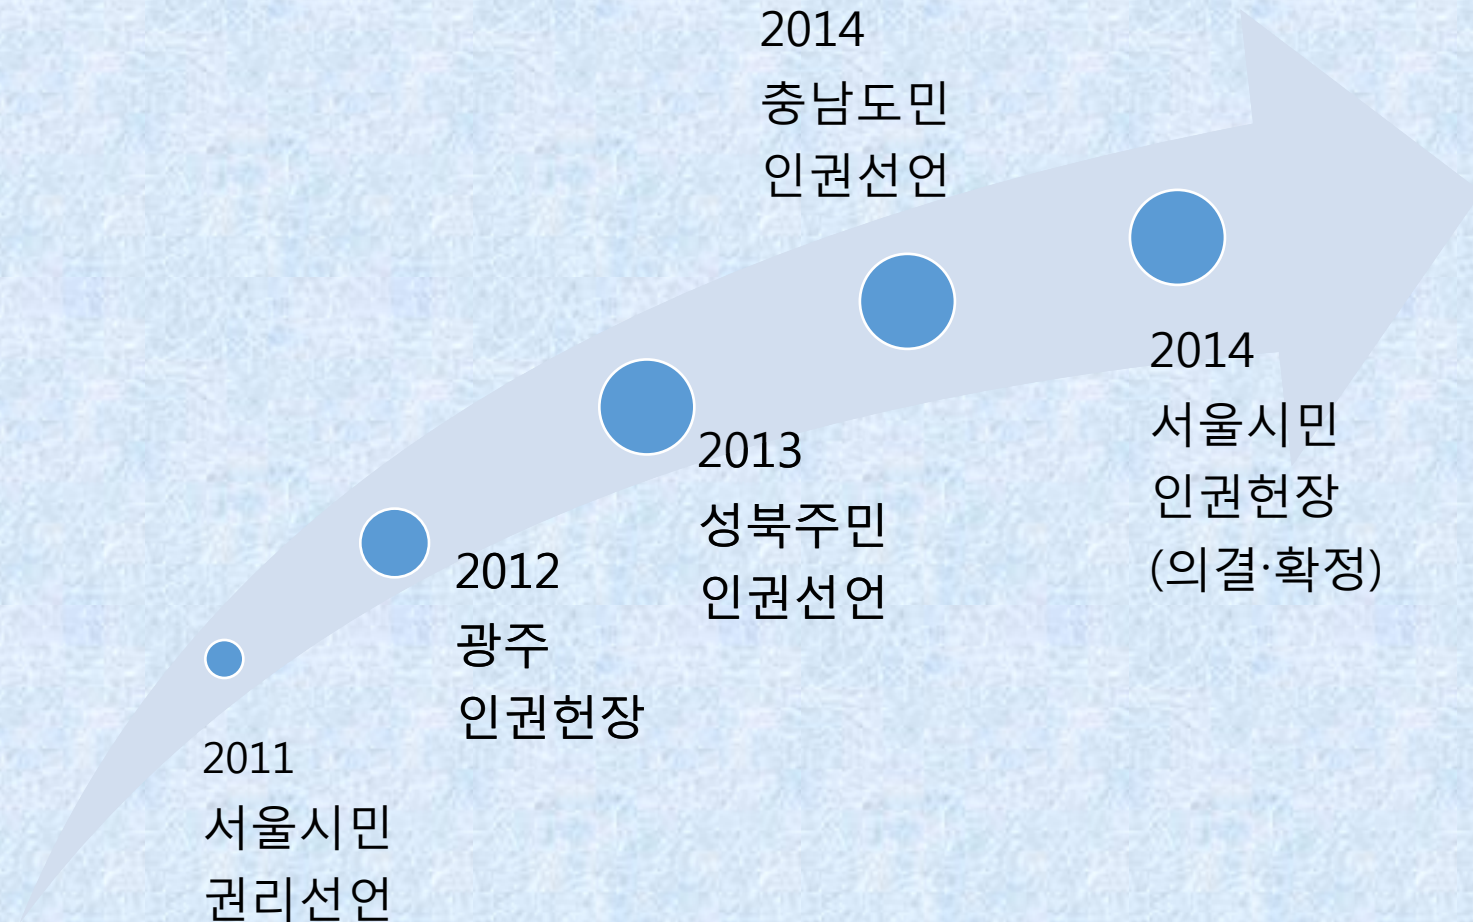 2011
서울시민
권리선언
2012
광주
인권헌장
2013
성북주민
인권선언
2014
충남도민
인권선언
2014
서울시민
인권헌장
(의결·확정)